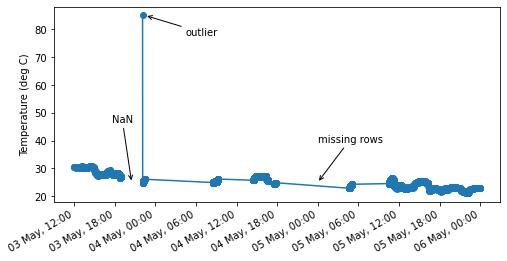 80
70
60
50
40
30
20
Temperature (deg C)
outlier
NaN
missing rows
03 May, 12:00
03 May, 18:00
04 May, 00:00
04 May, 06:00
04 May, 12:00
04 May, 18:00
05 May, 00:00
05 May, 06:00
05 May, 12:00
05 May, 18:00
06 May, 00:00